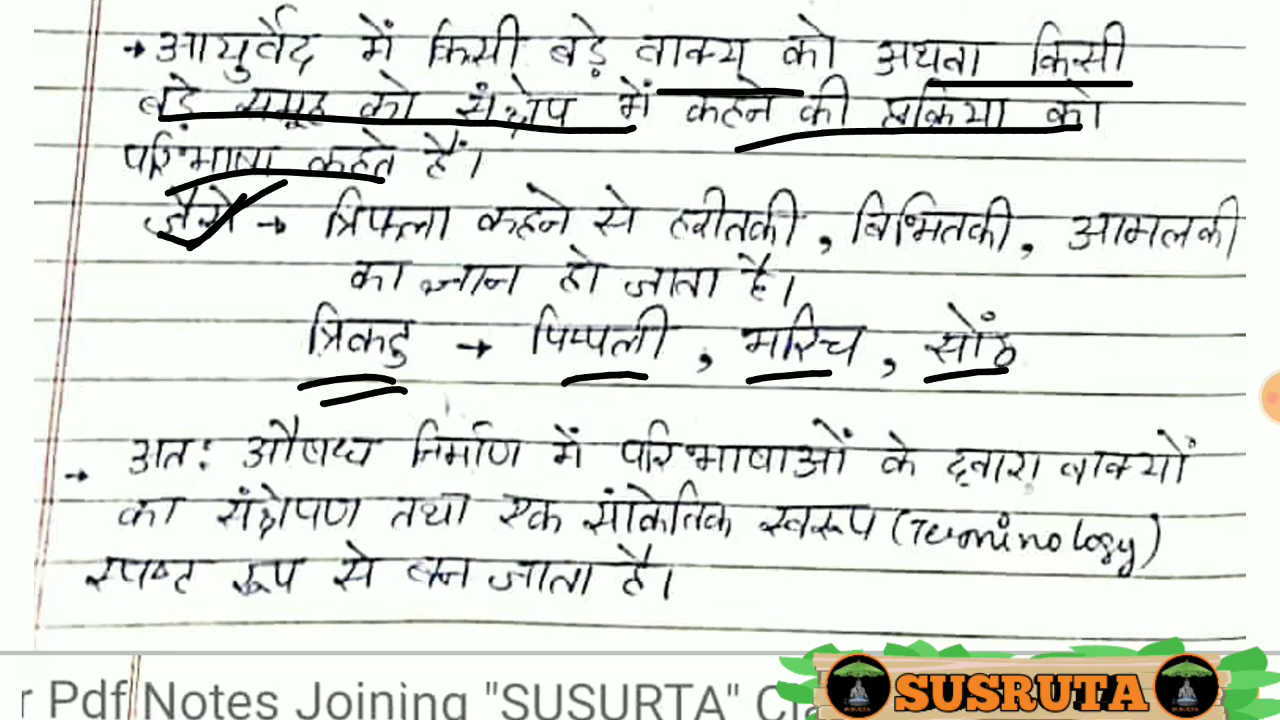 → आयुर्वेद में किसी बड़े वाक्य को अथवा किसी
बड़े समूह को संक्षेप में कहने की प्रक्रिया को
परिभाषा कहते हैं।
जैसे → त्रिफला कहने से हरीतकी, विभितकी, आमलकी
का ज्ञान हो जाता है।
त्रिकटु → पिप्पली, मरिच, सोंठ
→ अतः औषध निर्माण में परिभाषाओं के द्वारा वाक्यों
का संक्षेपण तथा एक सांकेतिक स्वरूप (Terminology)
स्पष्ट रूप से बन जाता है।
r Pdf Notes Joining "SUSURTA" Cla
SUSRUTA